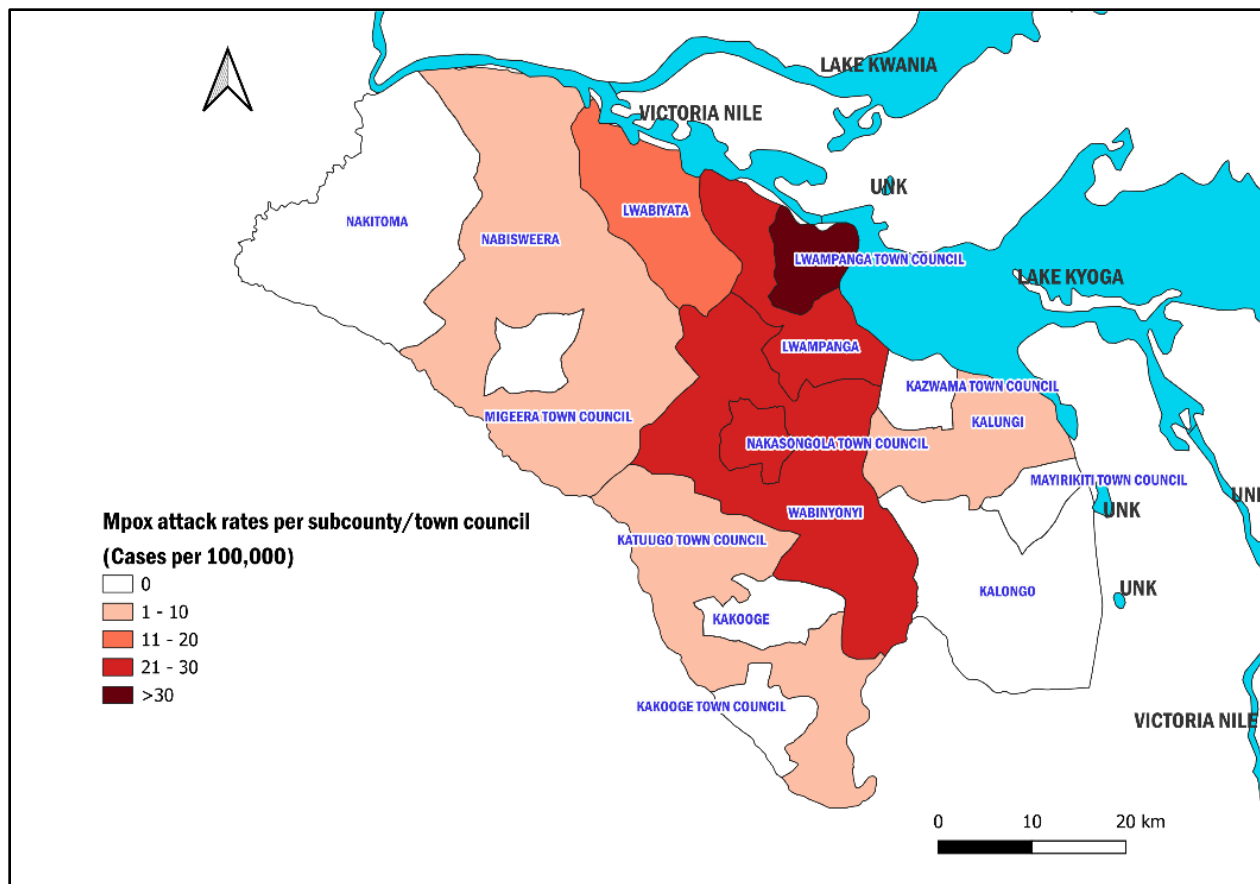 LAKE KWANIA
VICTORIA NILE
UNK
LWABIYATA
NAKITOMA
NABISWEERA
LWAMPANGA TOWN COUNCIL
LAKE KYOGA
LWAMPANGA
KAZWAMA TOWN COUNCIL
MIGEERA TOWN COUNCIL
KALUNGI
NAKASONGOLA TOWN COUNCIL
MAYIRIKITI TOWN COUNCIL
UNK
UNK
WABINYONYI
KATUUGO TOWN COUNCIL
UNK
KALONGO
KAKOOGE
KAKOOGE TOWN COUNCIL
VICTORIA NILE
Mpox attack rates per subcounty/town council
(Cases per 100,000)
0
1 - 10
11 - 20
21 - 30
>30
0 10 20 km